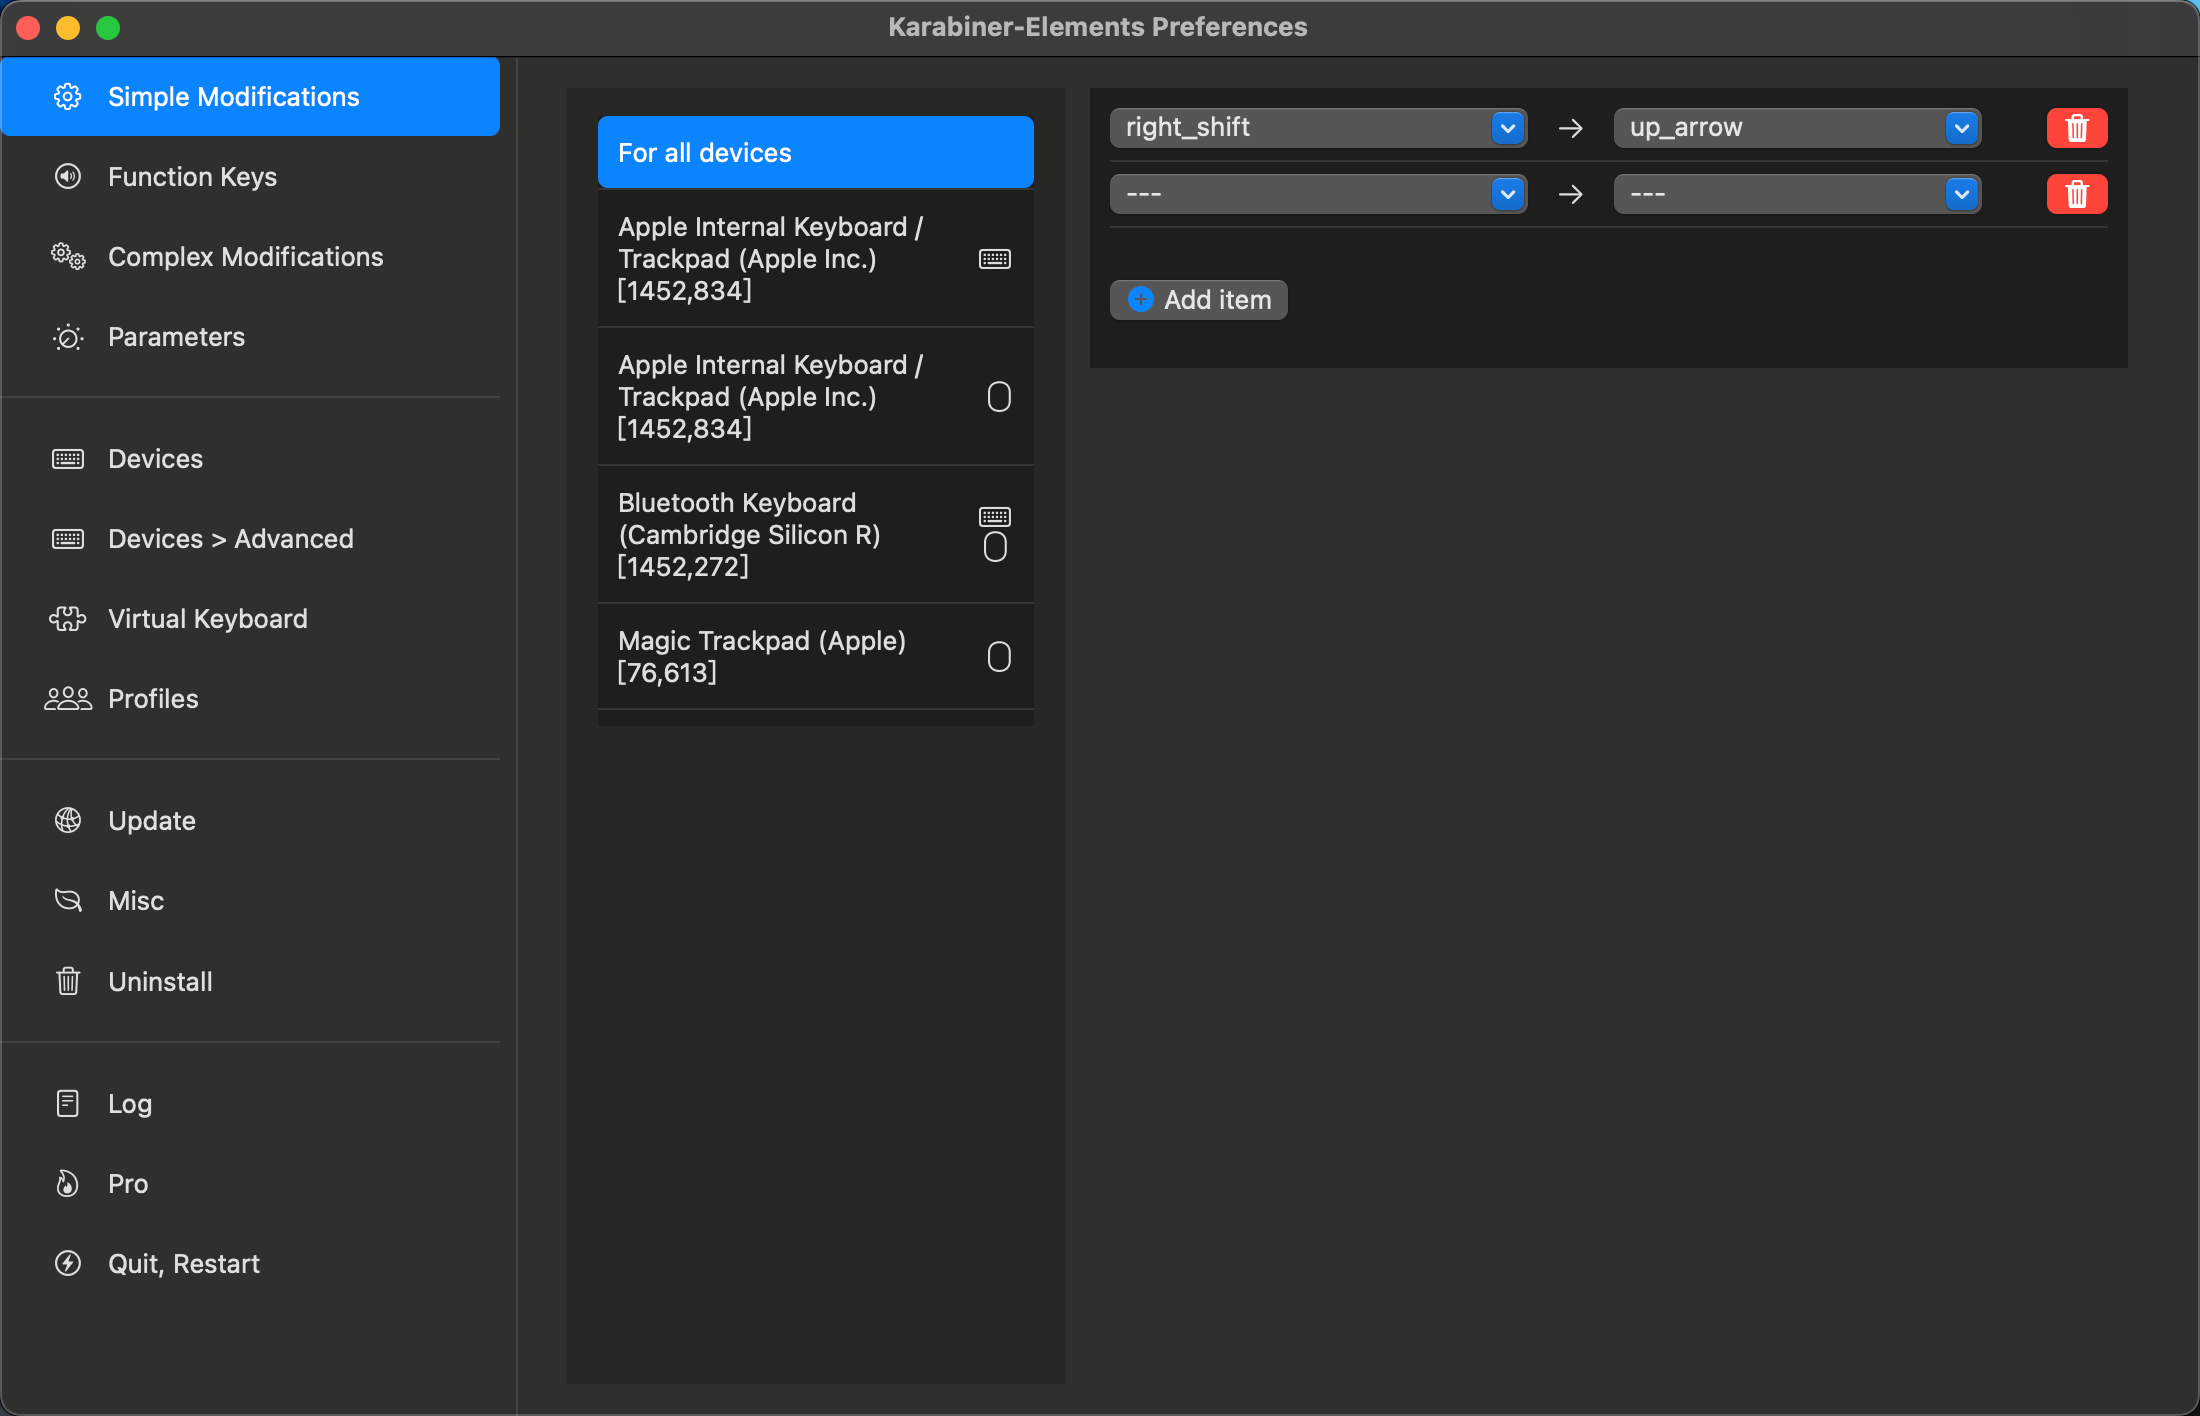 Karabiner-Elements Preferences
Simple Modifications
Function Keys
Complex Modifications
Parameters
Devices
Devices > Advanced
Virtual Keyboard
Profiles
Update
Misc
Uninstall
Log
Pro
Quit, Restart
For all devices
Apple Internal Keyboard /
Trackpad (Apple Inc.)
[1452,834]
Apple Internal Keyboard /
Trackpad (Apple Inc.)
[1452,834]
Bluetooth Keyboard
(Cambridge Silicon R)
[1452,272]
Magic Trackpad (Apple)
[76,613]
right_shift → up_arrow
--- → ---
Add item